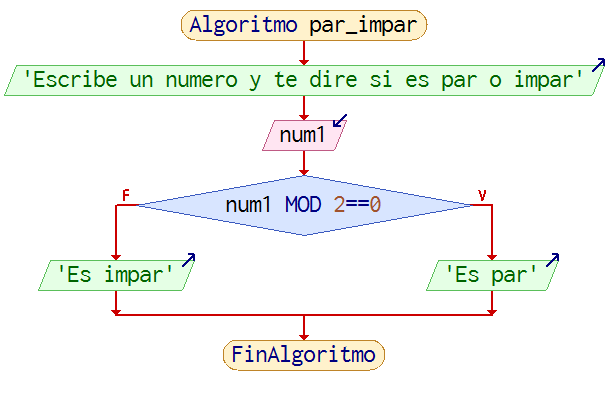 Algoritmo par_impar
'Escribe un numero y te dire si es par o impar'
num1
num1 MOD 2==0
F
V
'Es impar'
'Es par'
FinAlgoritmo